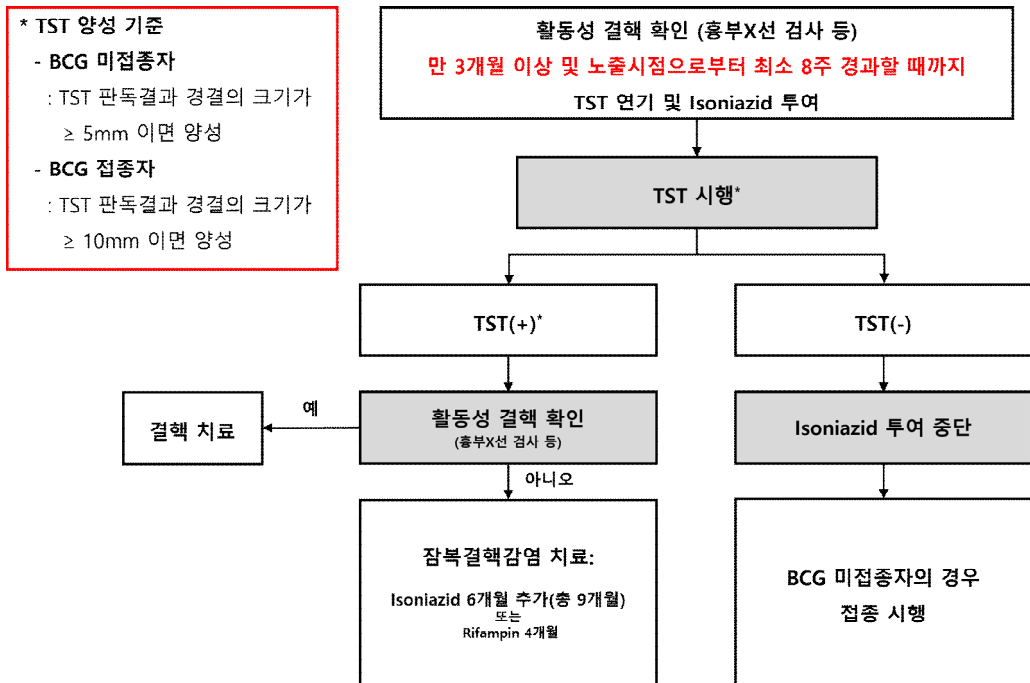 * TST 양성 기준
- BCG 미접종자
: TST 판독결과 경결의 크기가
≥ 5mm 이면 양성
- BCG 접종자
: TST 판독결과 경결의 크기가
≥ 10mm 이면 양성
활동성 결핵 확인 (흉부X선 검사 등)
만 3개월 이상 및 노출시점으로부터 최소 8주 경과할 때까지
TST 연기 및 Isoniazid 투여
TST 시행*
TST(+)*
TST(-)
결핵 치료
예
활동성 결핵 확인
(흉부X선 검사 등)
Isoniazid 투여 중단
아니오
잠복결핵감염 치료:
Isoniazid 6개월 추가(총 9개월)
또는
Rifampin 4개월
BCG 미접종자의 경우
접종 시행